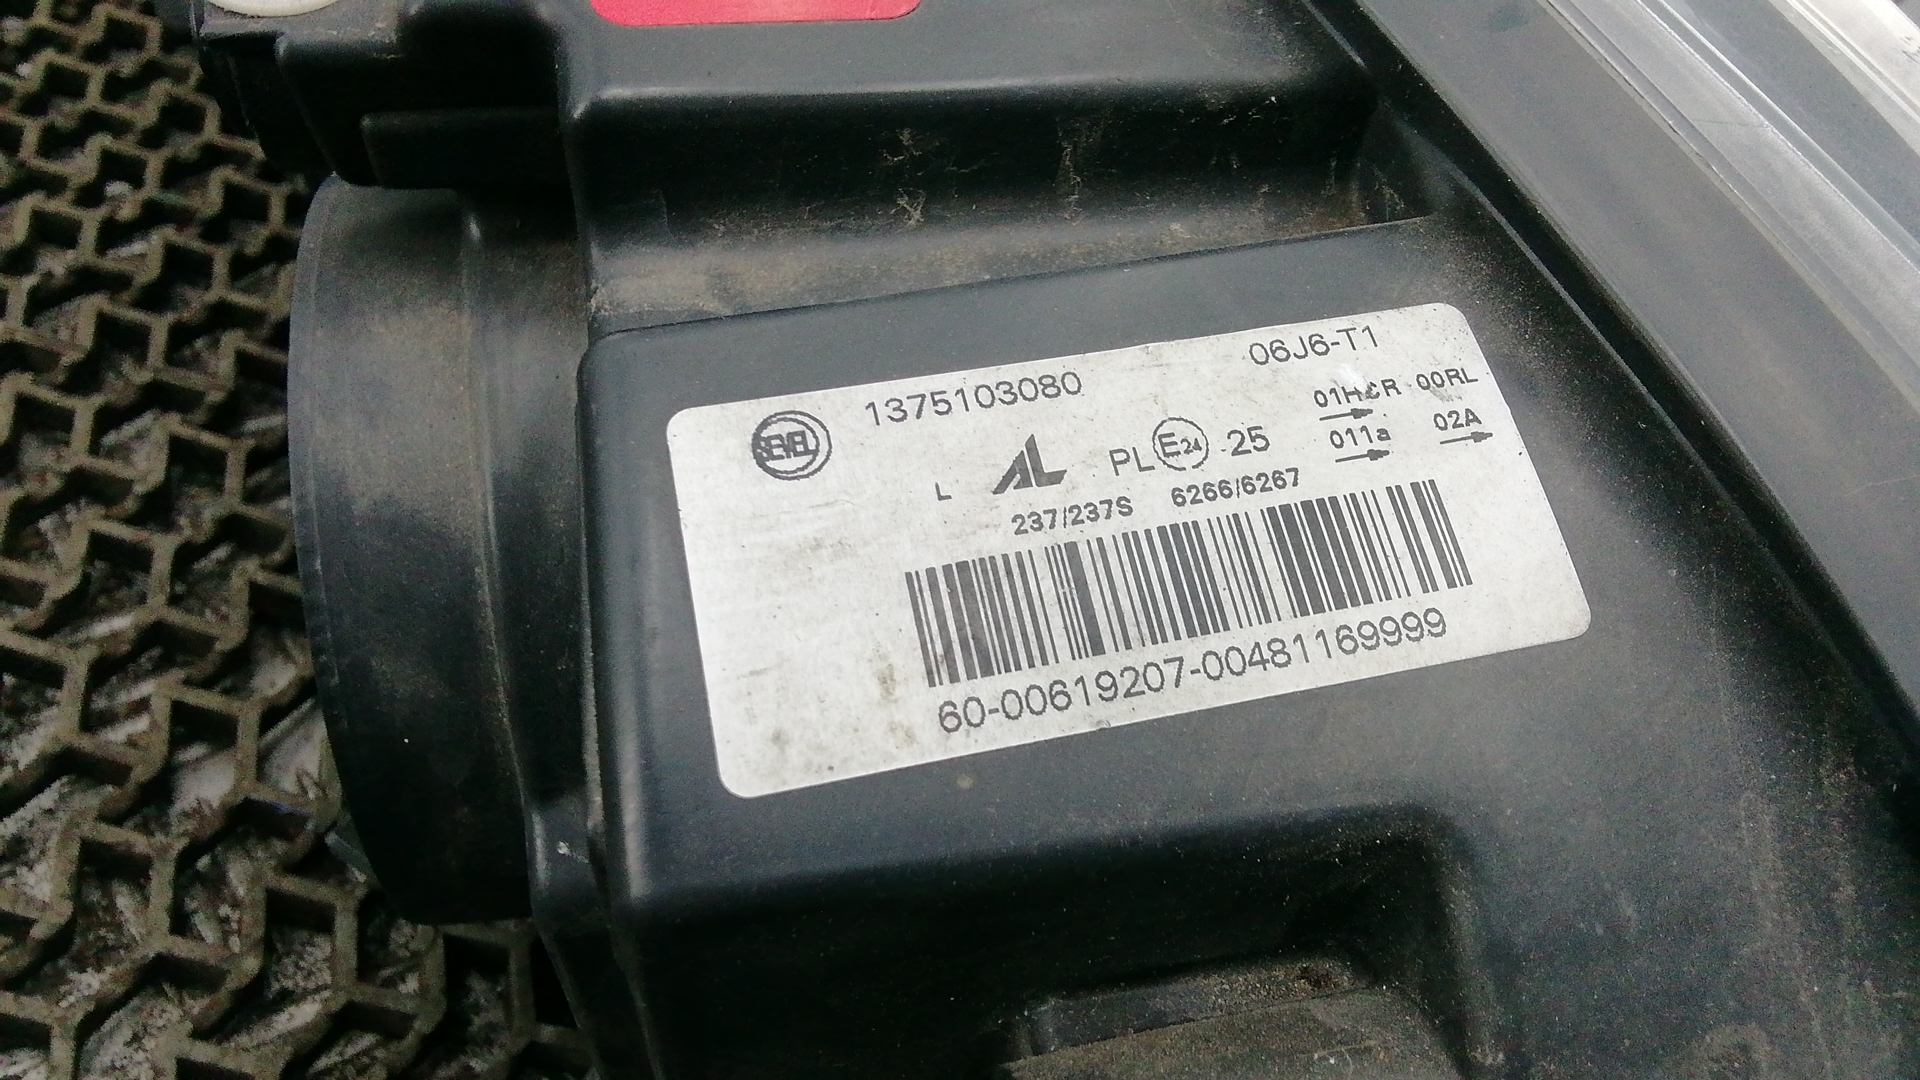 06J6-T1
SEVEL 1375103080
01HCR 00RL
L AL PL E24 25 011a 02A
237/237S 6266/6267
60-00619207-00481169999